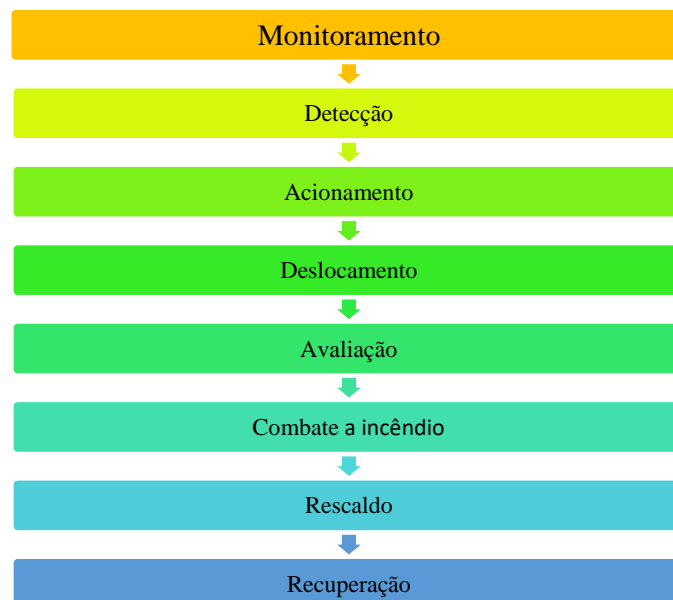 Monitoramento
Detecção
Acionamento
Deslocamento
Avaliação
Combate a incêndio
Rescaldo
Recuperação